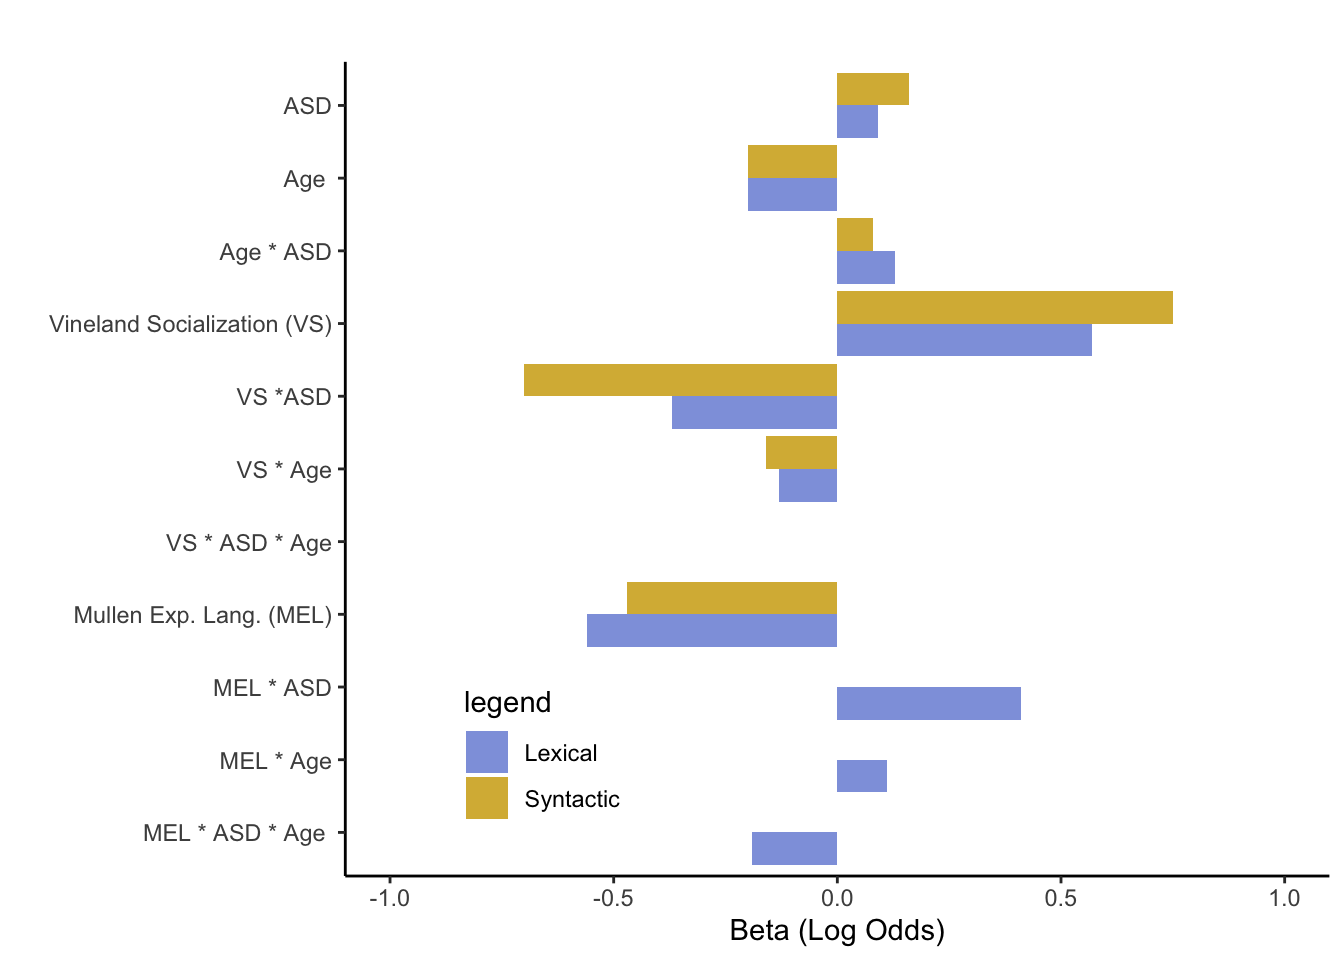 ASD
Age
Age * ASD
Vineland Socialization (VS)
VS *ASD
VS * Age
VS * ASD * Age
Mullen Exp. Lang. (MEL)
MEL * ASD
MEL * Age
MEL * ASD * Age
legend
Lexical
Syntactic
-1.0 -0.5 0.0 0.5 1.0
Beta (Log Odds)